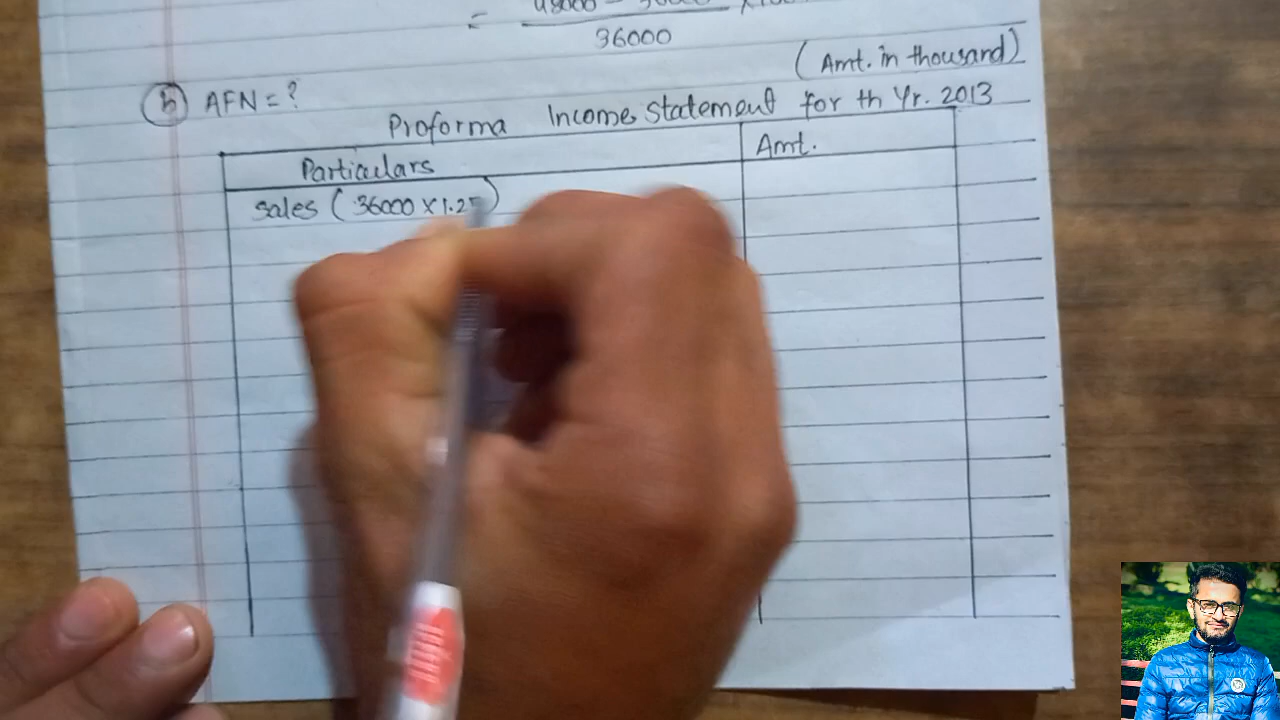 =
36000
(Amt. in thousand)
(b) AFN = ?
Proforma Income Statement for th Yr. 2013
Particulars Amt.
Sales ( 36000 × 1.25)